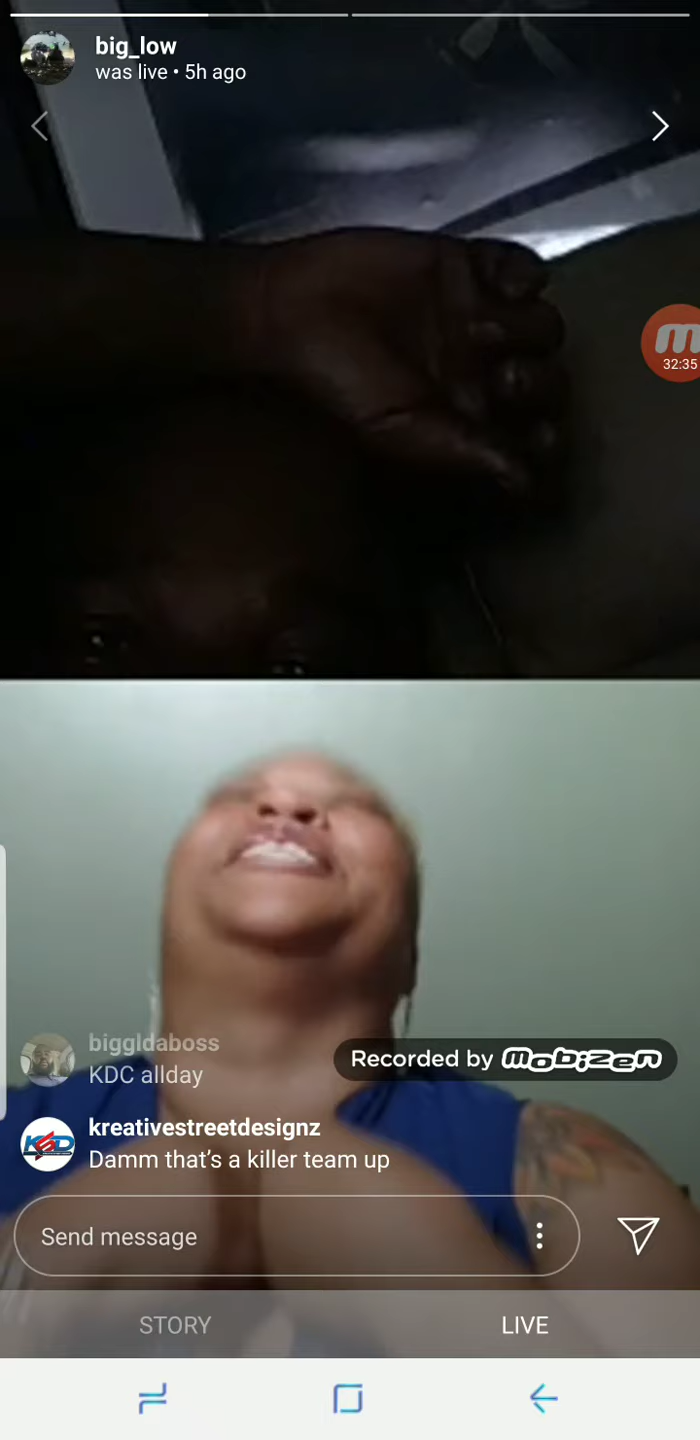 big_low
was live • 5h ago
32:35
biggldaboss
KDC allday
Recorded by mobizen
kreativestreetdesignz
KSD
Damm that's a killer team up
Send message
STORY
LIVE